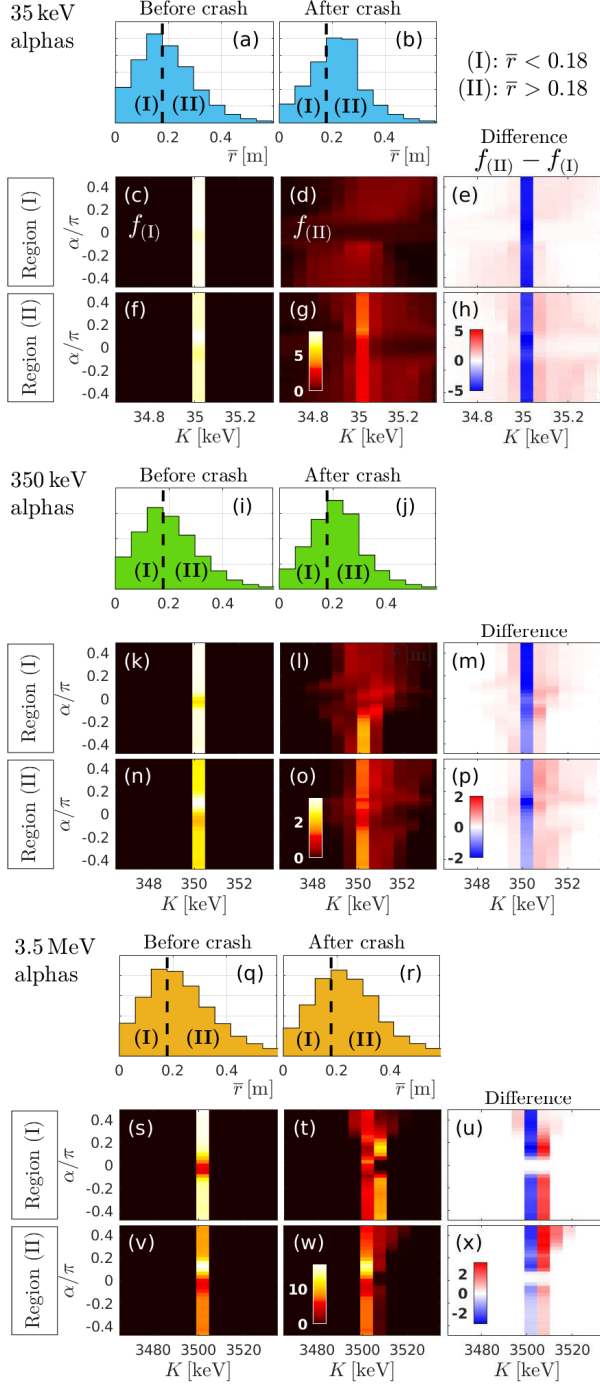 35 keV alphas
Before crash
After crash
(a)
(b)
(I) (II)
(I) (II)
(I): r̅ < 0.18
(II): r̅ > 0.18
0 0.2 0.4
0 0.2 0.4
r̅ [m]
r̅ [m]
Difference
f(II) − f(I)
Region (I)
α/π
0.4
0.2
0
-0.2
-0.4
(c)
f(I)
(d)
f(II)
(e)
Region (II)
α/π
0.4
0.2
0
-0.2
-0.4
(f)
(g)
5
0
(h)
5
0
-5
34.8 35 35.2
34.8 35 35.2
34.8 35 35.2
K [keV]
K [keV]
K [keV]
350 keV alphas
Before crash
After crash
(i)
(j)
(I) (II)
(I) (II)
0 0.2 0.4
0 0.2 0.4
r̅ [m]
Difference
Region (I)
α/π
0.4
0.2
0
-0.2
-0.4
(k)
(l)
(m)
Region (II)
α/π
0.4
0.2
0
-0.2
-0.4
(n)
(o)
2
0
(p)
2
0
-2
348 350 352
348 350 352
348 350 352
K [keV]
K [keV]
K [keV]
3.5 MeV alphas
Before crash
After crash
(q)
(r)
(I) (II)
(I) (II)
0 0.2 0.4
0 0.2 0.4
r̅ [m]
r̅ [m]
Difference
Region (I)
α/π
0.4
0.2
0
-0.2
-0.4
(s)
(t)
(u)
Region (II)
α/π
0.4
0.2
0
-0.2
-0.4
(v)
(w)
10
0
(x)
2
0
-2
3480 3500 3520
3480 3500 3520
3480 3500 3520
K [keV]
K [keV]
K [keV]